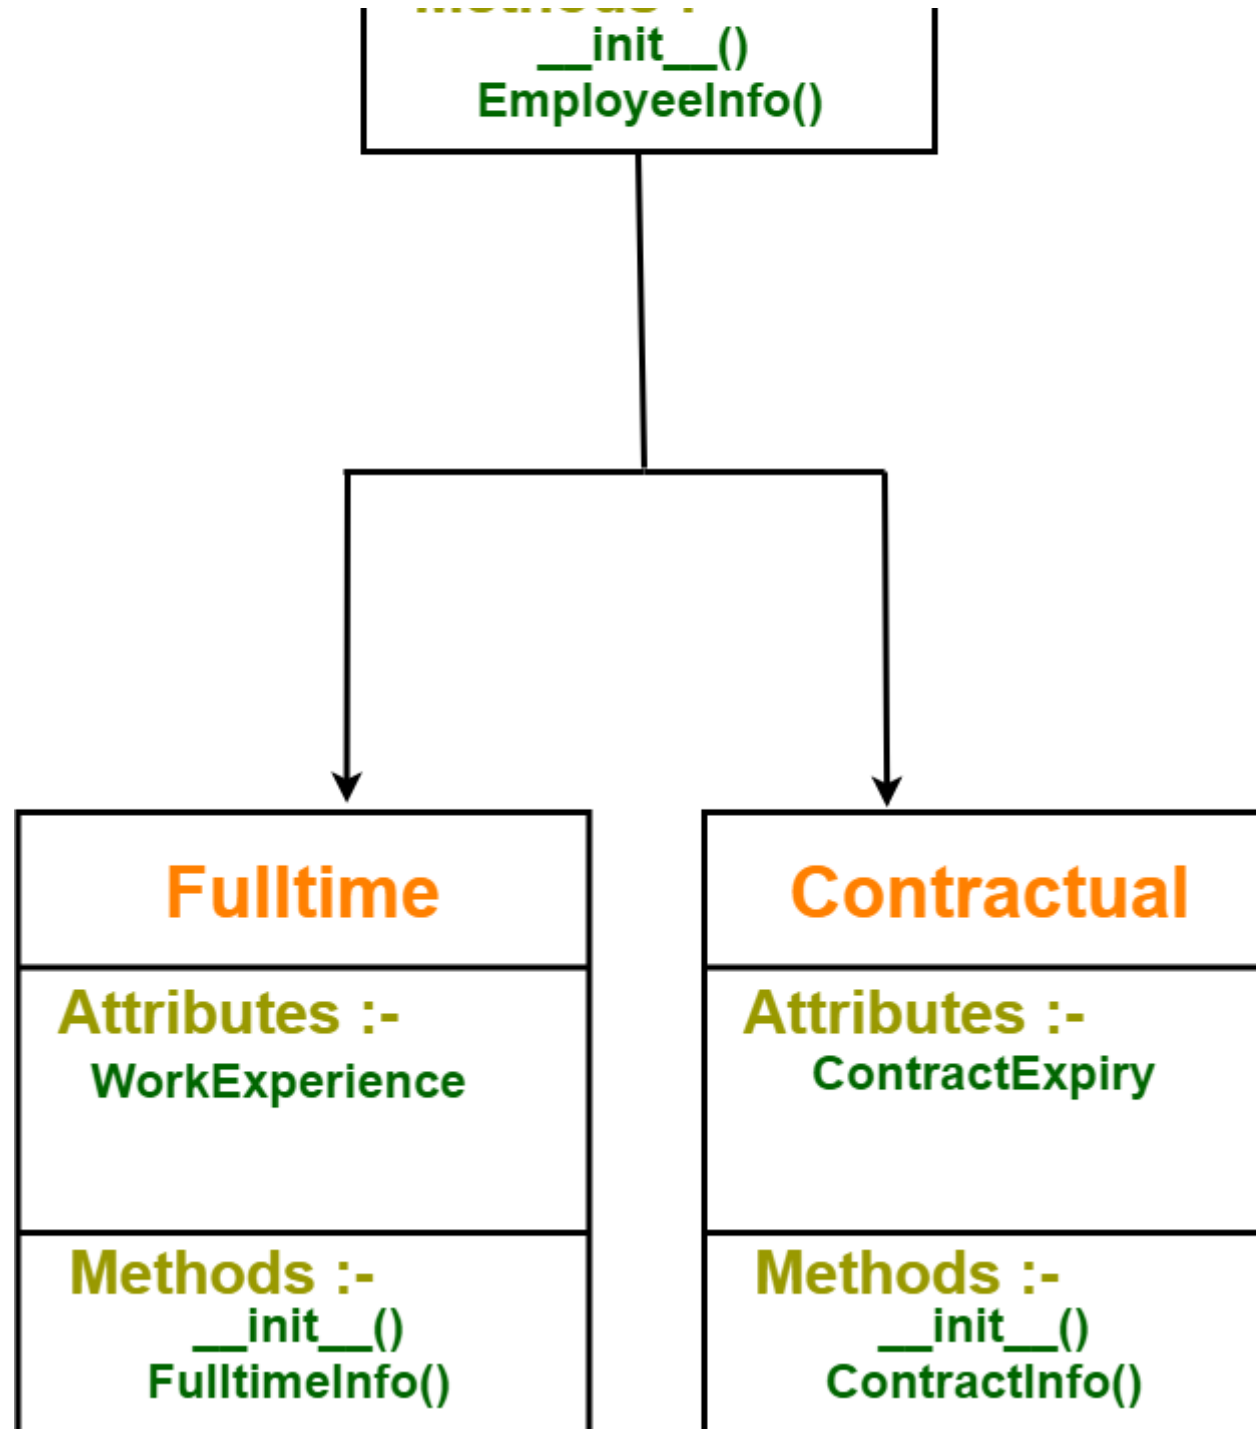 __init__()
EmployeeInfo()
Fulltime
Contractual
Attributes :-
WorkExperience
Attributes :-
ContractExpiry
Methods :-
__init__()
FulltimeInfo()
Methods :-
__init__()
ContractInfo()